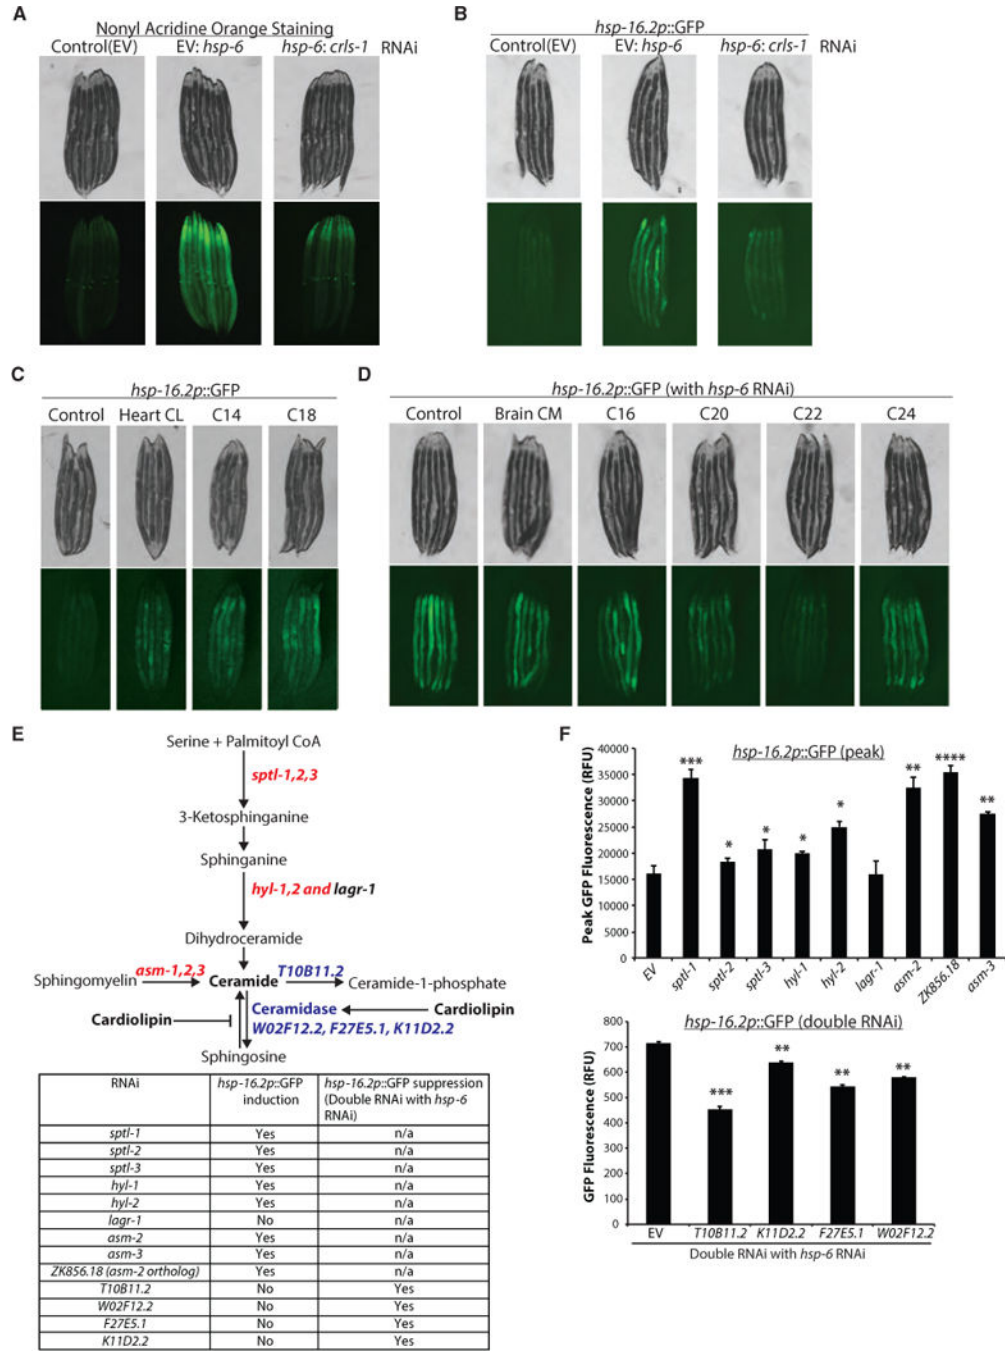 A
Nonyl Acridine Orange Staining
Control(EV) EV: hsp-6 hsp-6: crls-1 RNAi
B
hsp-16.2p::GFP
Control(EV) EV: hsp-6 hsp-6: crls-1 RNAi
C
hsp-16.2p::GFP
Control Heart CL C14 C18
D
hsp-16.2p::GFP (with hsp-6 RNAi)
Control Brain CM C16 C20 C22 C24
E
Serine + Palmitoyl CoA
sptl-1,2,3
3-Ketosphinganine
Sphinganine
hyl-1,2 and lagr-1
Dihydroceramide
Sphingomyelin asm-1,2,3 Ceramide T10B11.2 Ceramide-1-phosphate
Cardiolipin Ceramidase Cardiolipin
W02F12.2, F27E5.1, K11D2.2
Sphingosine
RNAi hsp-16.2p::GFP induction hsp-16.2p::GFP suppression (Double RNAi with hsp-6 RNAi)
sptl-1 Yes n/a
sptl-2 Yes n/a
sptl-3 Yes n/a
hyl-1 Yes n/a
hyl-2 Yes n/a
lagr-1 No n/a
asm-2 Yes n/a
asm-3 Yes n/a
ZK856.18 (asm-2 ortholog) Yes n/a
T10B11.2 No Yes
W02F12.2 No Yes
F27E5.1 No Yes
K11D2.2 No Yes
F
hsp-16.2p::GFP (peak)
Peak GFP Fluorescence (RFU)
40000
35000
30000
25000
20000
15000
10000
5000
0
*** * * * * ** **** **
EV sptl-1 sptl-2 sptl-3 hyl-1 hyl-2 lagr-1 asm-2 ZK856.18 asm-3
hsp-16.2p::GFP (double RNAi)
GFP Fluorescence (RFU)
800
700
600
500
400
300
200
100
0
*** ** ** **
EV T10B11.2 K11D2.2 F27E5.1 W02F12.2
Double RNAi with hsp-6 RNAi